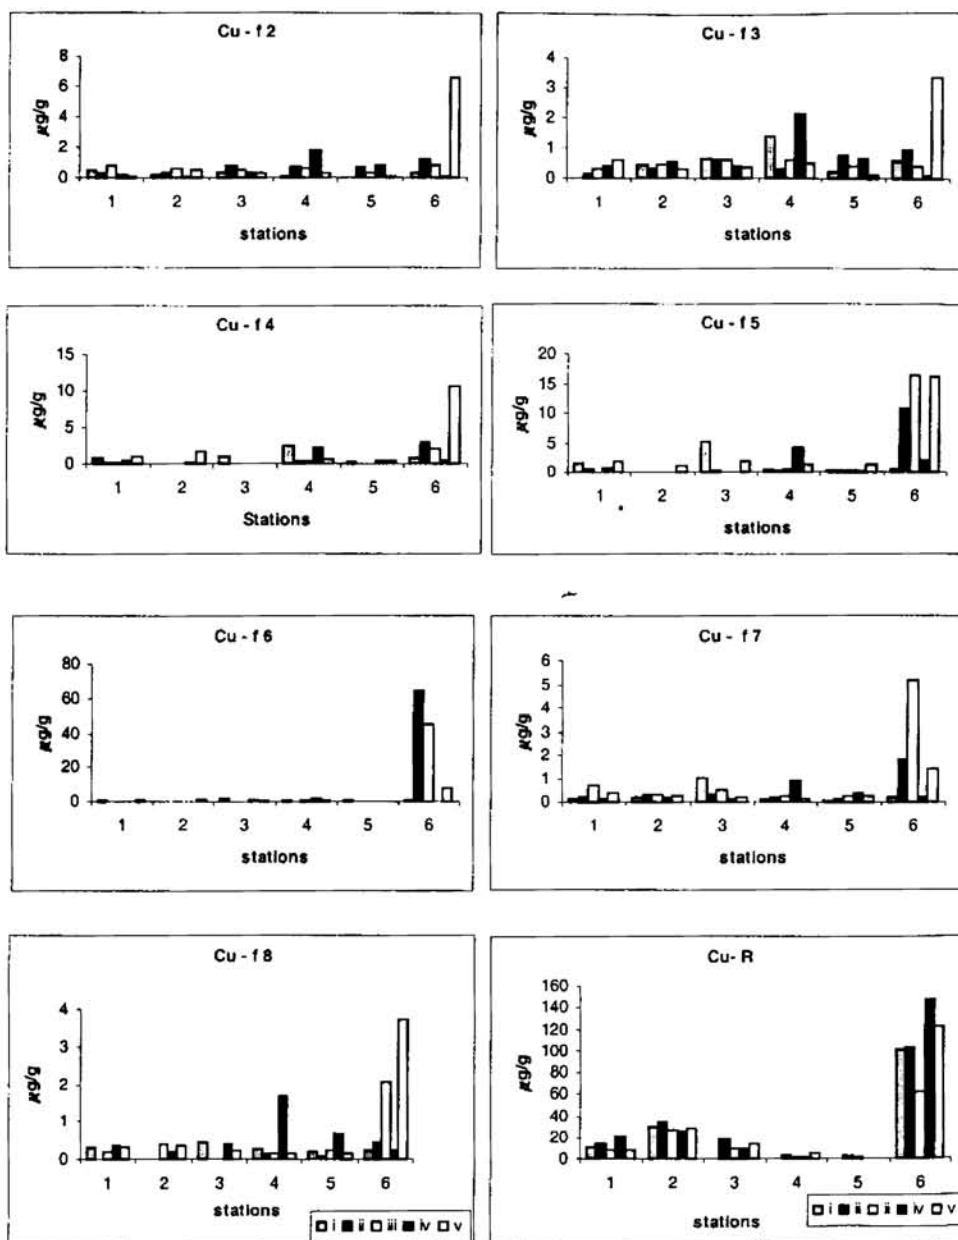 Cu - f 2
µg/g
8
6
4
2
0
1 2 3 4 5 6
stations
Cu - f 3
µg/g
4
3
2
1
0
1 2 3 4 5 6
stations
Cu - f 4
µg/g
15
10
5
0
1 2 3 4 5 6
Stations
Cu - f 5
µg/g
20
15
10
5
0
1 2 3 4 5 6
stations
Cu - f 6
µg/g
80
60
40
20
0
1 2 3 4 5 6
stations
Cu - f 7
µg/g
6
5
4
3
2
1
0
1 2 3 4 5 6
stations
Cu - f 8
µg/g
4
3
2
1
0
1 2 3 4 5 6
stations
i ii iii iv v
Cu- R
µg/g
160
140
120
100
80
60
40
20
0
1 2 3 4 5 6
stations
i ii ii iv v